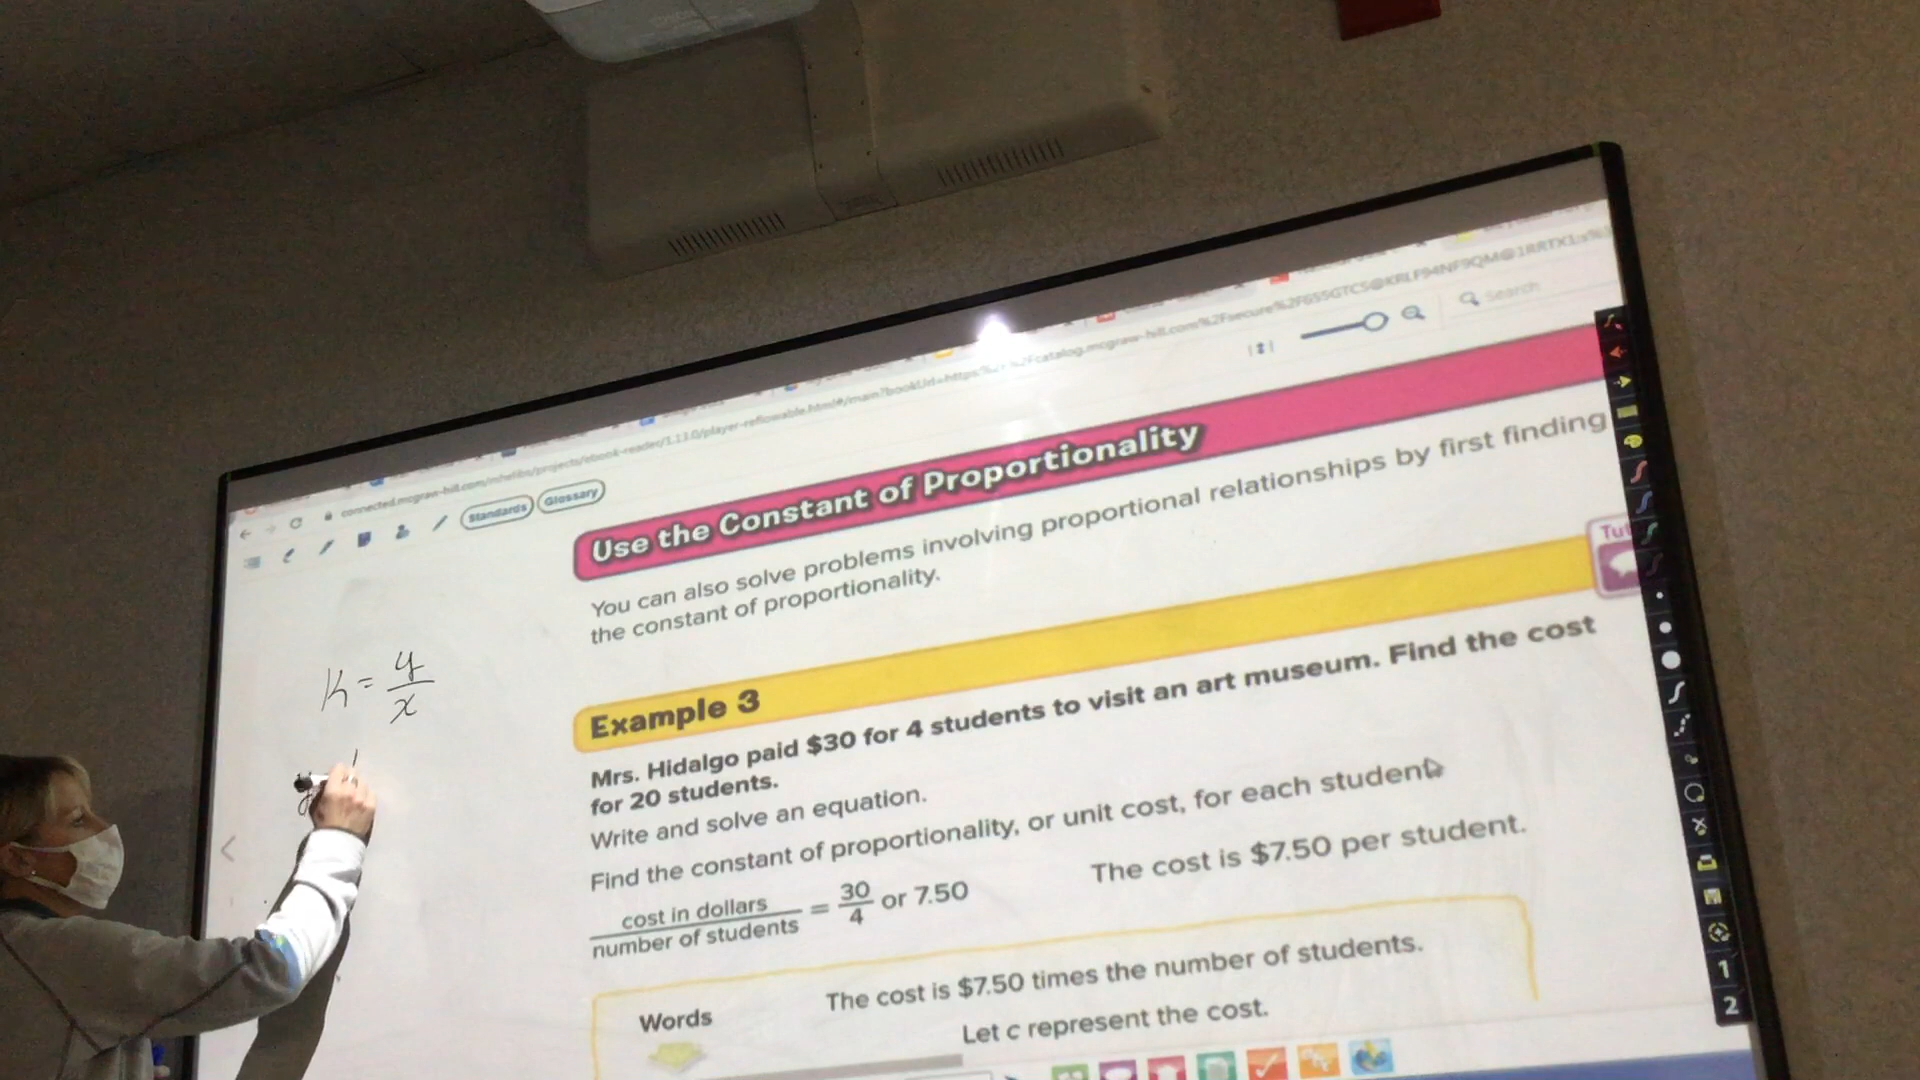 Search
Standards
Glossary
Use the Constant of Proportionality
You can also solve problems involving proportional relationships by first finding
the constant of proportionality.
Tut
Example 3
Mrs. Hidalgo paid $30 for 4 students to visit an art museum. Find the cost
for 20 students.
Write and solve an equation.
Find the constant of proportionality, or unit cost, for each student
cost in dollars
number of students
= 30/4 or 7.50
The cost is $7.50 per student.
Words
The cost is $7.50 times the number of students.
Let c represent the cost.
K = y/x
1
2